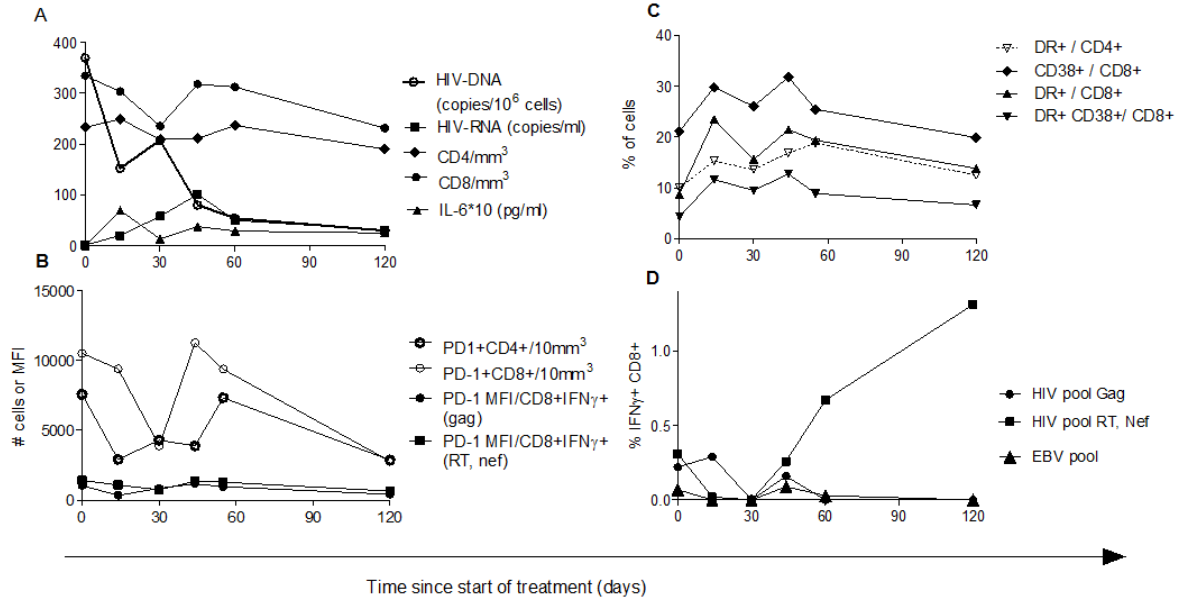 A
400
300
200
100
0
0 30 60 90 120
HIV-DNA
(copies/10⁶ cells)
HIV-RNA (copies/ml)
CD4/mm³
CD8/mm³
IL-6*10 (pg/ml)
B
# cells or MFI
15000
10000
5000
0
0 30 60 90 120
PD1+CD4+/10mm³
PD-1+CD8+/10mm³
PD-1 MFI/CD8+IFNγ+
(gag)
PD-1 MFI/CD8+IFNγ+
(RT, nef)
C
% of cells
40
30
20
10
0
0 30 60 90 120
DR+ / CD4+
CD38+ / CD8+
DR+ / CD8+
DR+ CD38+/ CD8+
D
% IFNγ+ CD8+
1.0
0.5
0.0
0 30 60 90 120
HIV pool Gag
HIV pool RT, Nef
EBV pool
Time since start of treatment (days)